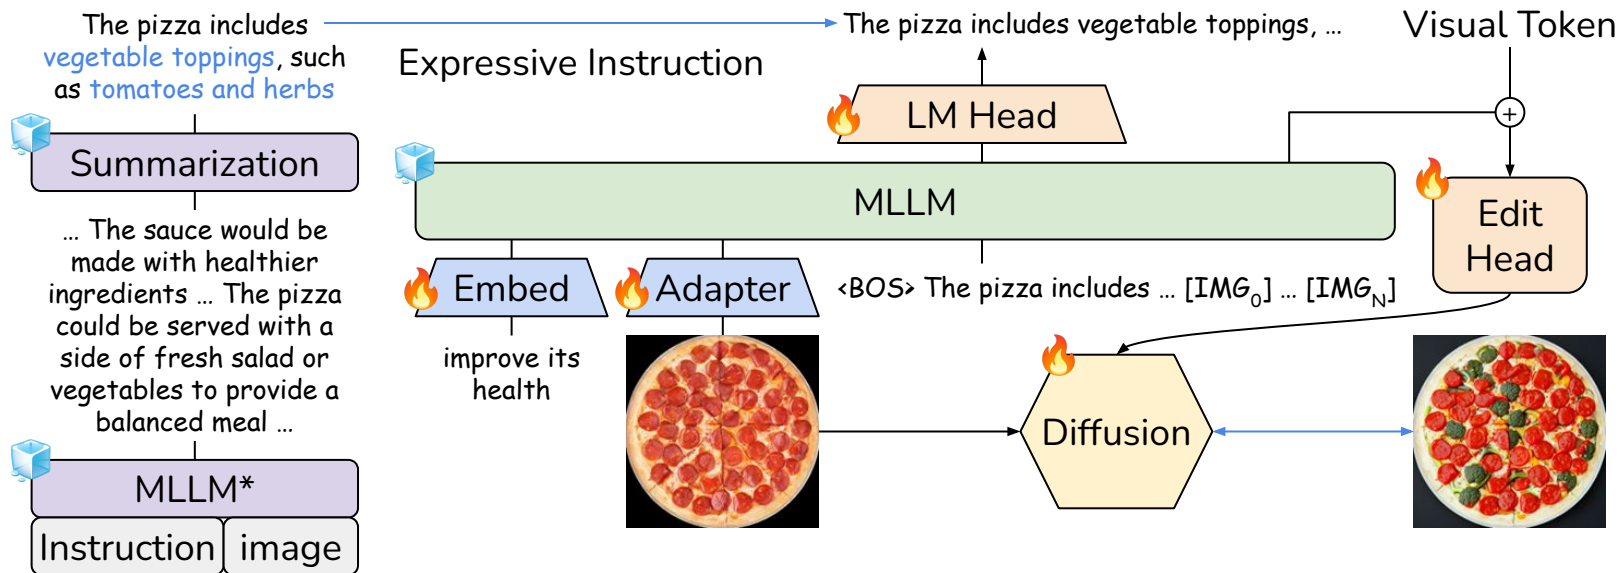 The pizza includes
vegetable toppings, such
as tomatoes and herbs
Summarization
... The sauce would be
made with healthier
ingredients ... The pizza
could be served with a
side of fresh salad or
vegetables to provide a
balanced meal ...
MLLM*
Instruction
image
Expressive Instruction
The pizza includes vegetable toppings, ...
Visual Token
LM Head
+
MLLM
Edit
Head
Embed
Adapter
<BOS> The pizza includes ... [IMG0] ... [IMGN]
improve its
health
Diffusion